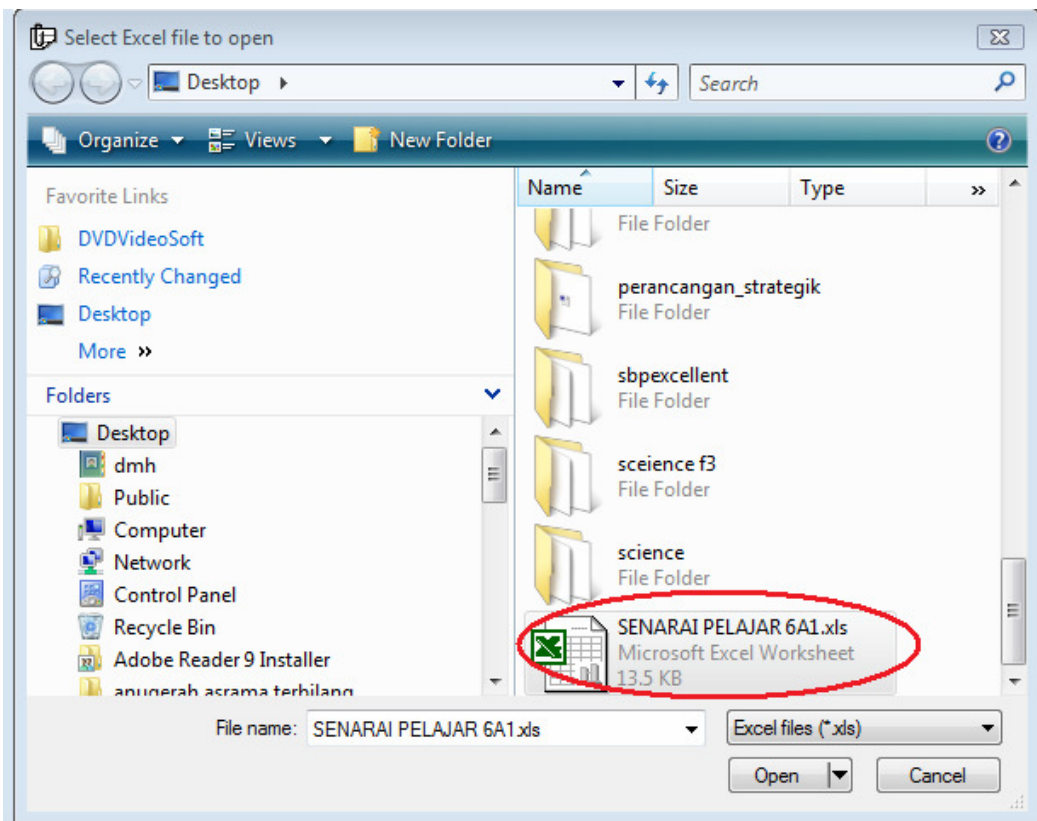 Select Excel file to open
Desktop
Search
Organize Views New Folder
Favorite Links
DVDVideoSoft
Recently Changed
Desktop
More »
Folders
Desktop
dmh
Public
Computer
Network
Control Panel
Recycle Bin
Adobe Reader 9 Installer
anugerah asrama terbilang
Name Size Type »
File Folder
perancangan_strategik
File Folder
sbpexcellent
File Folder
sceience f3
File Folder
science
File Folder
SENARAI PELAJAR 6A1.xls
Microsoft Excel Worksheet
13.5 KB
File name: SENARAI PELAJAR 6A1.xls Excel files (*.xls)
Open Cancel